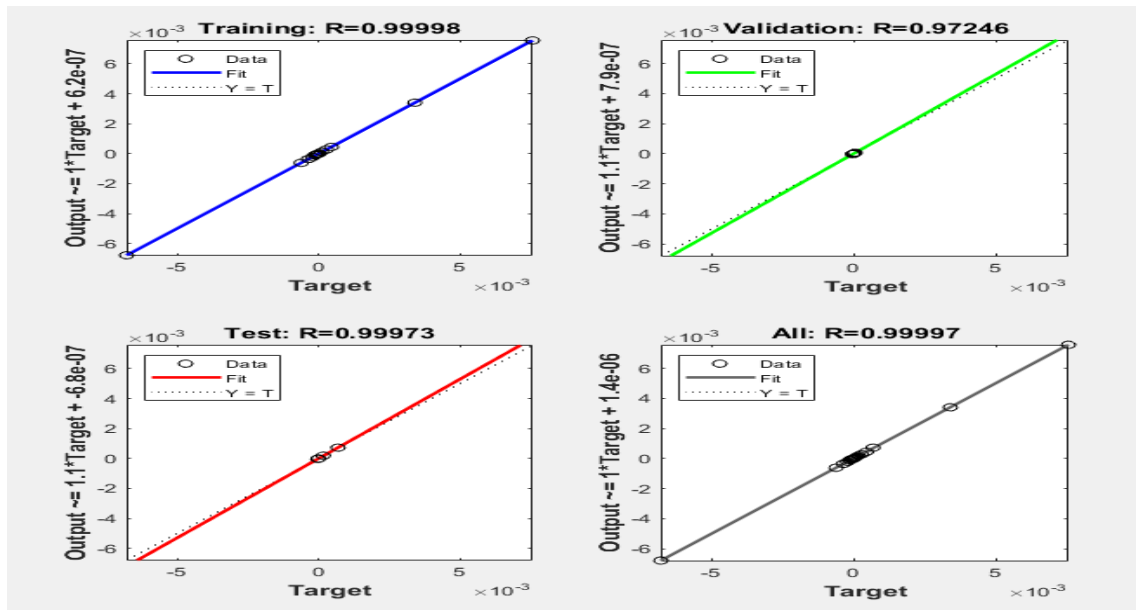 Training: R=0.99998
×10⁻³
Output ~= 1*Target + 6.2e-07
Data
Fit
Y = T
6
4
2
0
-2
-4
-6
-5 0 5
×10⁻³
Target
Validation: R=0.97246
×10⁻³
Output ~= 1.1*Target + 7.9e-07
Data
Fit
Y = T
6
4
2
0
-2
-4
-6
-5 0 5
×10⁻³
Target
Test: R=0.99973
×10⁻³
Output ~= 1.1*Target + -6.8e-07
Data
Fit
Y = T
6
4
2
0
-2
-4
-6
-5 0 5
×10⁻³
Target
All: R=0.99997
×10⁻³
Output ~= 1*Target + 1.4e-06
Data
Fit
Y = T
6
4
2
0
-2
-4
-6
-5 0 5
×10⁻³
Target